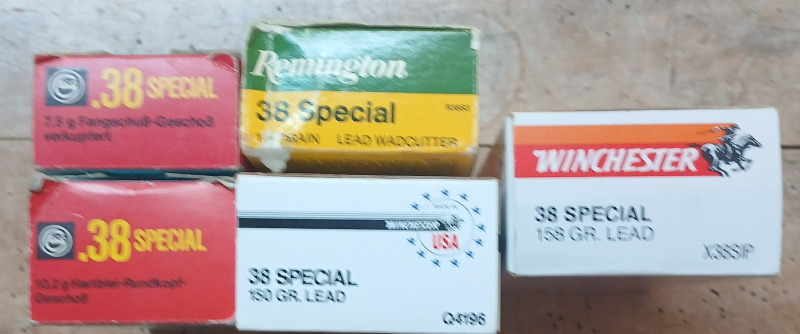 .38 SPECIAL
7,5 g Fangschuß-Geschoß
verkupfert
Remington
38 Special
LEAD WADCUTTER
WINCHESTER
38 SPECIAL
158 GR. LEAD
X38SIP
.38 SPECIAL
10,2 g Hartblei-Rundkopf-
Geschoß
WINCHESTER
USA
38 SPECIAL
150 GR. LEAD
Q4196